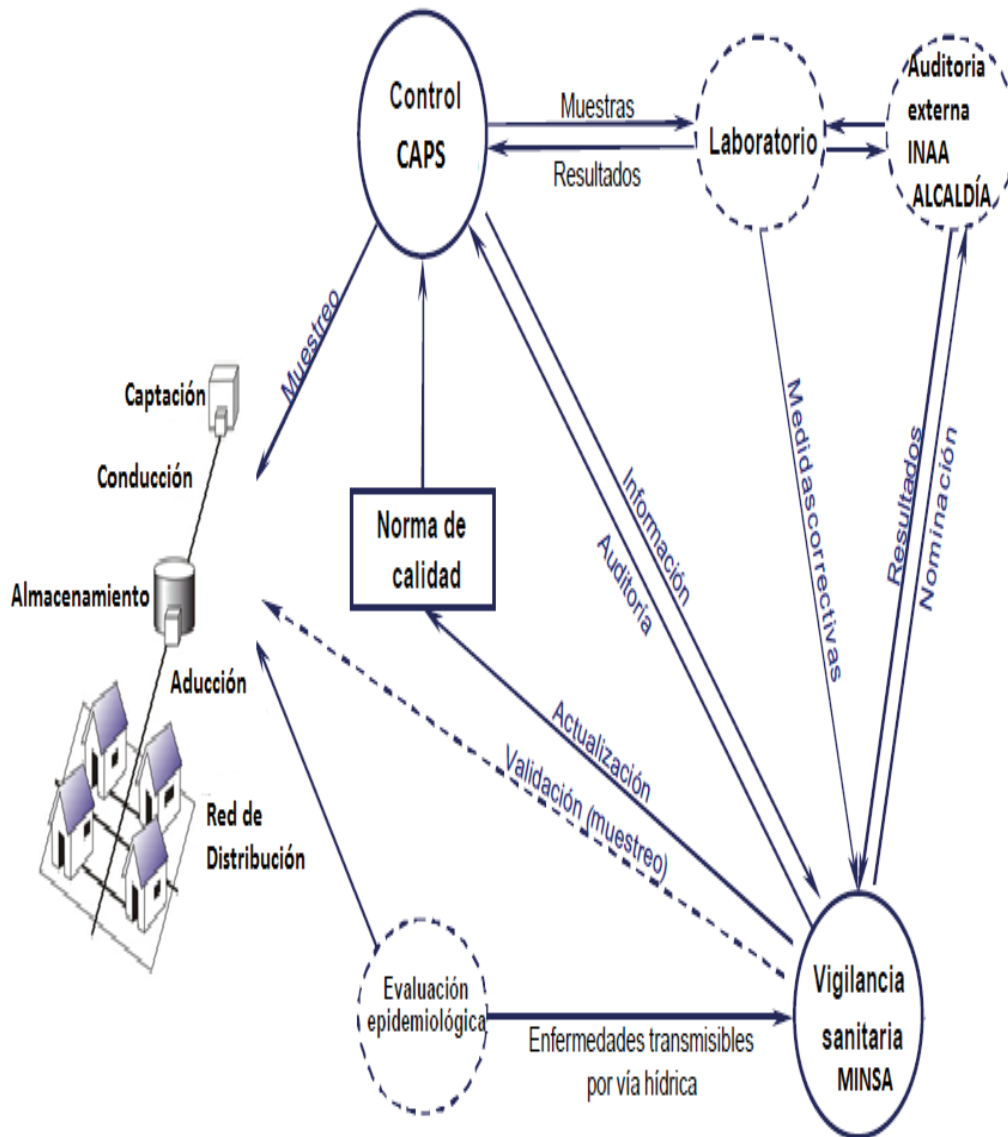 Control
CAPS
Muestras
Resultados
Laboratorio
Auditoria
externa
INAA
ALCALDÍA
Muestreo
Captación
Conducción
Almacenamiento
Aducción
Red de
Distribución
Norma de
calidad
Información
Auditoría
Medidascorrectivas
Resultados
Nominación
Actualización
Validación (muestreo)
Evaluación
epidemiológica
Enfermedades transmisibles
por vía hídrica
Vigilancia
sanitaria
MINSA